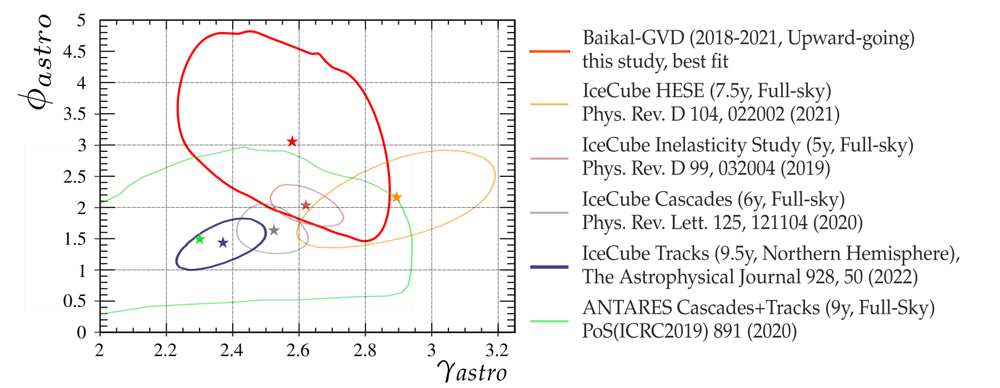 ϕastro
5
4.5
4
3.5
3
2.5
2
1.5
1
0.5
0
2 2.2 2.4 2.6 2.8 3 3.2
γastro
Baikal-GVD (2018-2021, Upward-going)
this study, best fit
IceCube HESE (7.5y, Full-sky)
Phys. Rev. D 104, 022002 (2021)
IceCube Inelasticity Study (5y, Full-sky)
Phys. Rev. D 99, 032004 (2019)
IceCube Cascades (6y, Full-sky)
Phys. Rev. Lett. 125, 121104 (2020)
IceCube Tracks (9.5y, Northern Hemisphere),
The Astrophysical Journal 928, 50 (2022)
ANTARES Cascades+Tracks (9y, Full-Sky)
PoS(ICRC2019) 891 (2020)